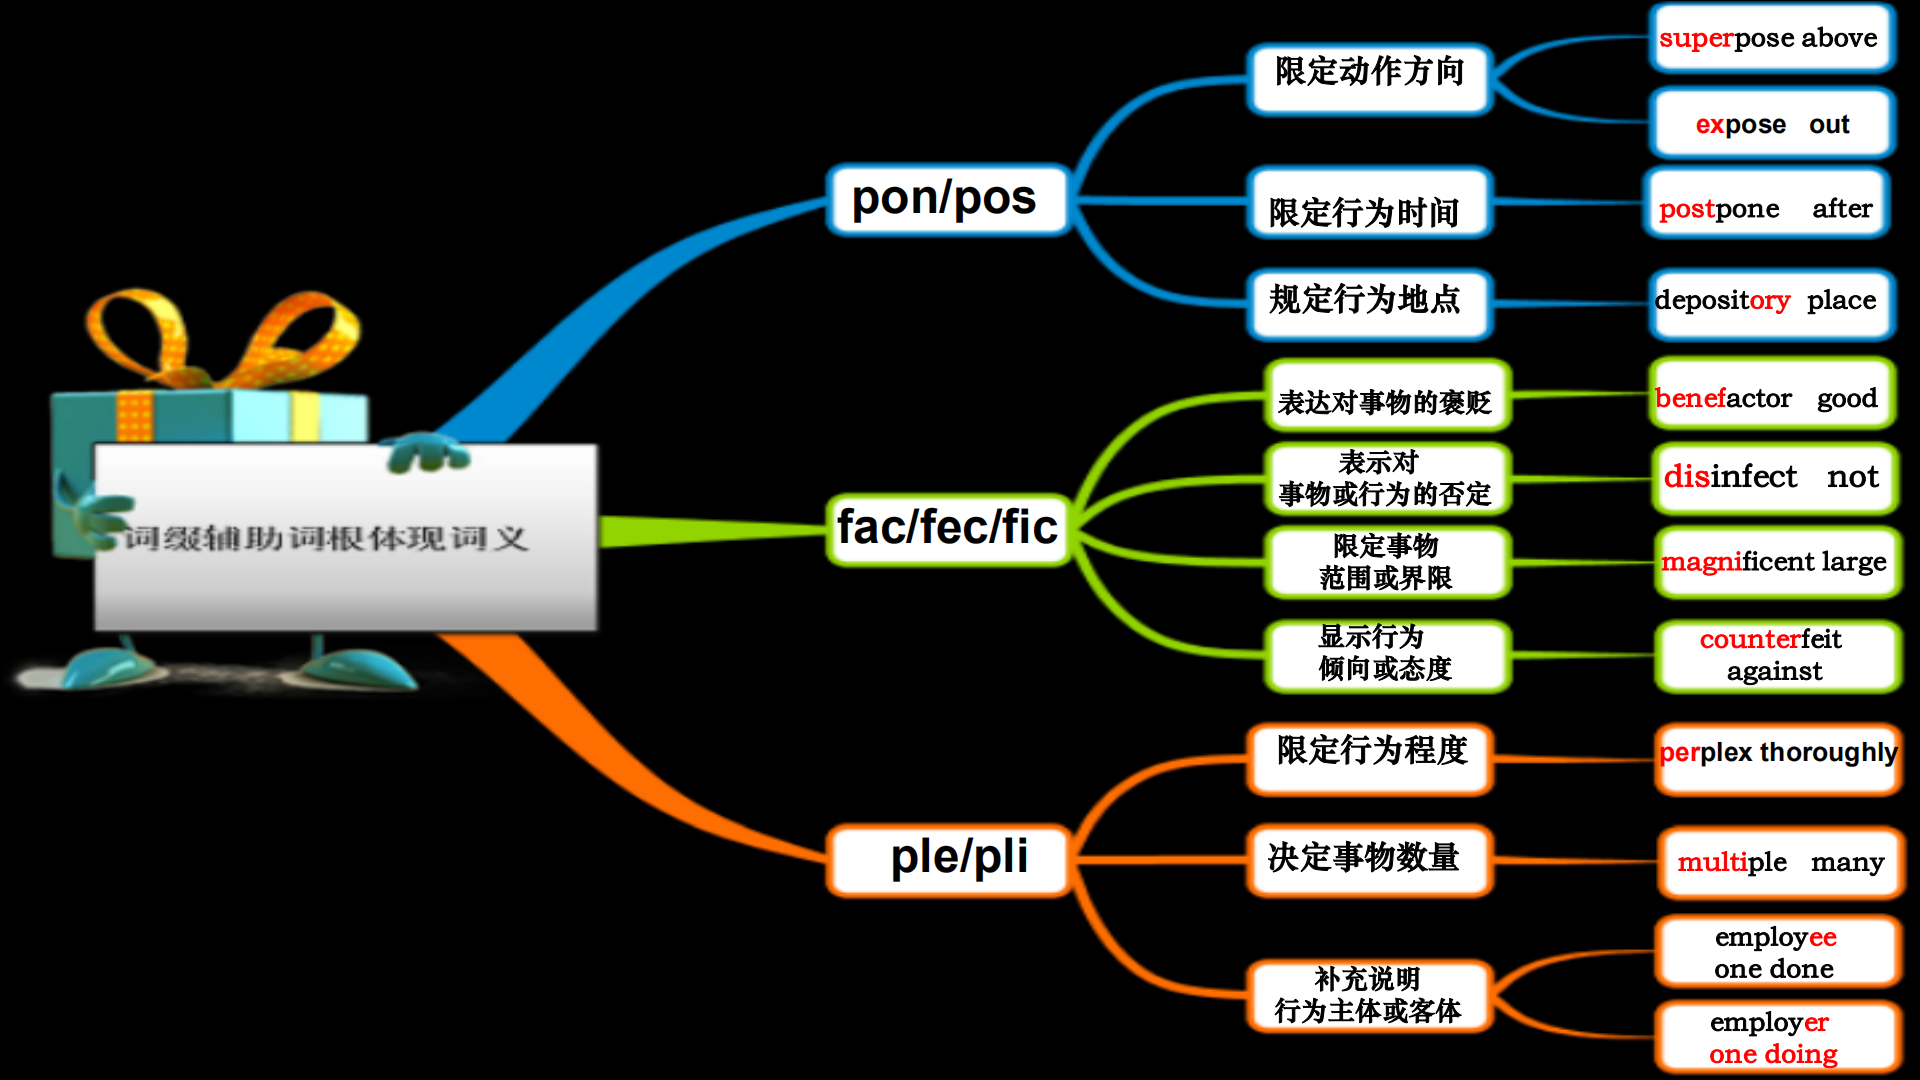 词缀辅助词根体现词义
pon/pos
限定动作方向
superpose above
expose out
限定行为时间
postpone after
规定行为地点
depository place
fac/fec/fic
表达对事物的褒贬
benefactor good
表示对
事物或行为的否定
disinfect not
限定事物
范围或界限
magnificent large
显示行为
倾向或态度
counterfeit
against
ple/pli
限定行为程度
perplex thoroughly
决定事物数量
multiple many
补充说明
行为主体或客体
employee
one done
employer
one doing